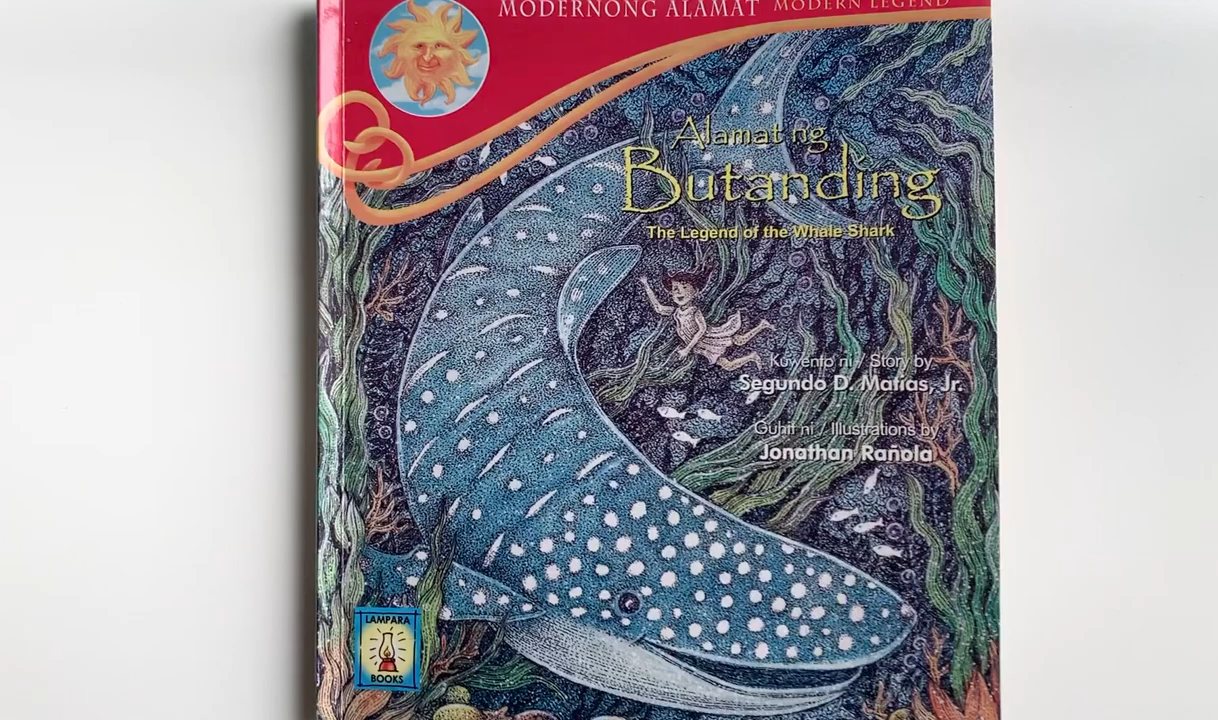 MODERNONG ALAMAT MODERN LEGEND
Alamat ng
Butanding
The Legend of the Whale Shark
Kuwento ni / Story by
Segundo D. Matias, Jr.
Guhit ni / Illustrations by
Jonathan Rañola
LAMPARA
BOOKS